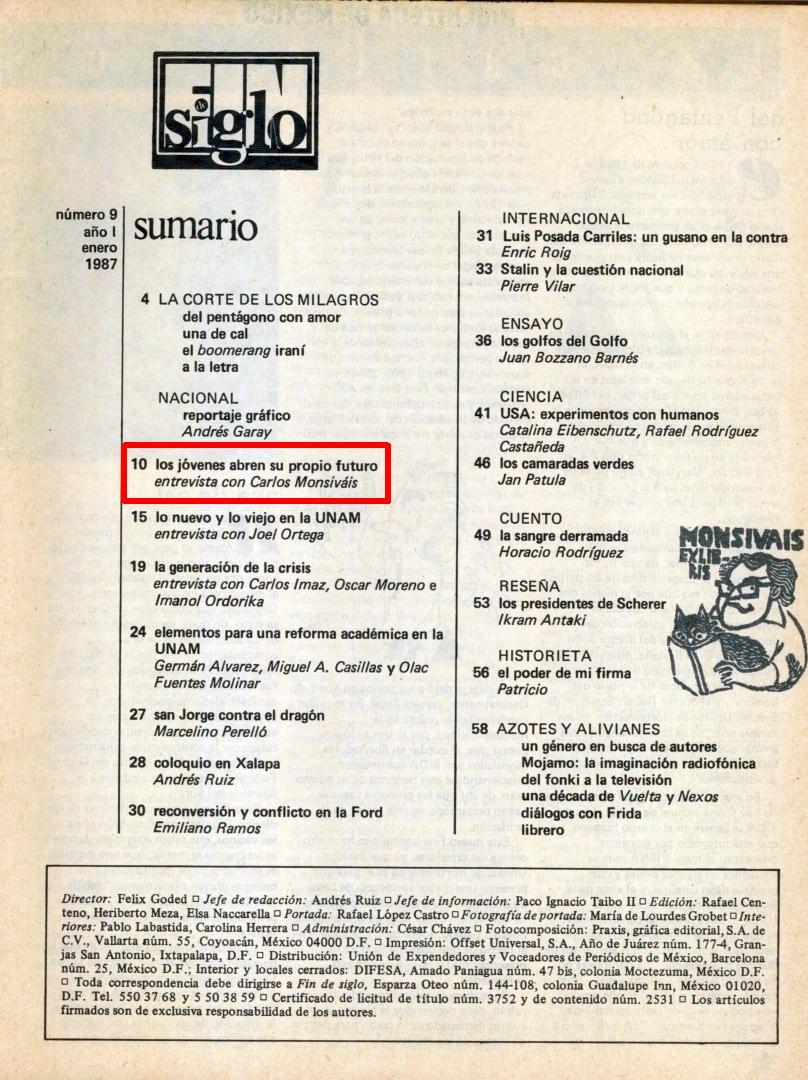 FIN
de
siglo
número 9
año I
enero
1987
sumario
4 LA CORTE DE LOS MILAGROS
del pentágono con amor
una de cal
el boomerang iraní
a la letra
NACIONAL
reportaje gráfico
Andrés Garay
10 los jóvenes abren su propio futuro
entrevista con Carlos Monsiváis
15 lo nuevo y lo viejo en la UNAM
entrevista con Joel Ortega
19 la generación de la crisis
entrevista con Carlos Imaz, Oscar Moreno e
Imanol Ordorika
24 elementos para una reforma académica en la
UNAM
Germán Alvarez, Miguel A. Casillas y Olac
Fuentes Molinar
27 san Jorge contra el dragón
Marcelino Perelló
28 coloquio en Xalapa
Andrés Ruiz
30 reconversión y conflicto en la Ford
Emiliano Ramos
INTERNACIONAL
31 Luis Posada Carriles: un gusano en la contra
Enric Roig
33 Stalin y la cuestión nacional
Pierre Vilar
ENSAYO
36 los golfos del Golfo
Juan Bozzano Barnés
CIENCIA
41 USA: experimentos con humanos
Catalina Eibenschutz, Rafael Rodríguez
Castañeda
46 los camaradas verdes
Jan Patula
CUENTO
49 la sangre derramada
Horacio Rodríguez
RESEÑA
53 los presidentes de Scherer
Ikram Antaki
HISTORIETA
56 el poder de mi firma
Patricio
58 AZOTES Y ALIVIANES
un género en busca de autores
Mojamo: la imaginación radiofónica
del fonki a la televisión
una década de Vuelta y Nexos
diálogos con Frida
librero
MONSIVAIS
EXLIB-
RIS
Director: Felix Goded □ Jefe de redacción: Andrés Ruiz □ Jefe de información: Paco Ignacio Taibo II □ Edición: Rafael Cen-
teno, Heriberto Meza, Elsa Naccarella □ Portada: Rafael López Castro □ Fotografía de portada: María de Lourdes Grobet □ Inte-
riores: Pablo Labastida, Carolina Herrera □ Administración: César Chávez □ Fotocomposición: Praxis, gráfica editorial, S.A. de
C.V., Vallarta núm. 55, Coyoacán, México 04000 D.F. □ Impresión: Offset Universal, S.A., Año de Juárez núm. 177-4, Gran-
jas San Antonio, Ixtapalapa, D.F. □ Distribución: Unión de Expendedores y Voceadores de Periódicos de México, Barcelona
núm. 25, México D.F.; Interior y locales cerrados: DIFESA, Amado Paniagua núm. 47 bis, colonia Moctezuma, México D.F.
□ Toda correspondencia debe dirigirse a Fin de siglo, Esparza Oteo núm. 144-108, colonia Guadalupe Inn, México 01020,
D.F. Tel. 550 37 68 y 5 50 38 59 □ Certificado de licitud de título núm. 3752 y de contenido núm. 2531 □ Los artículos
firmados son de exclusiva responsabilidad de los autores.